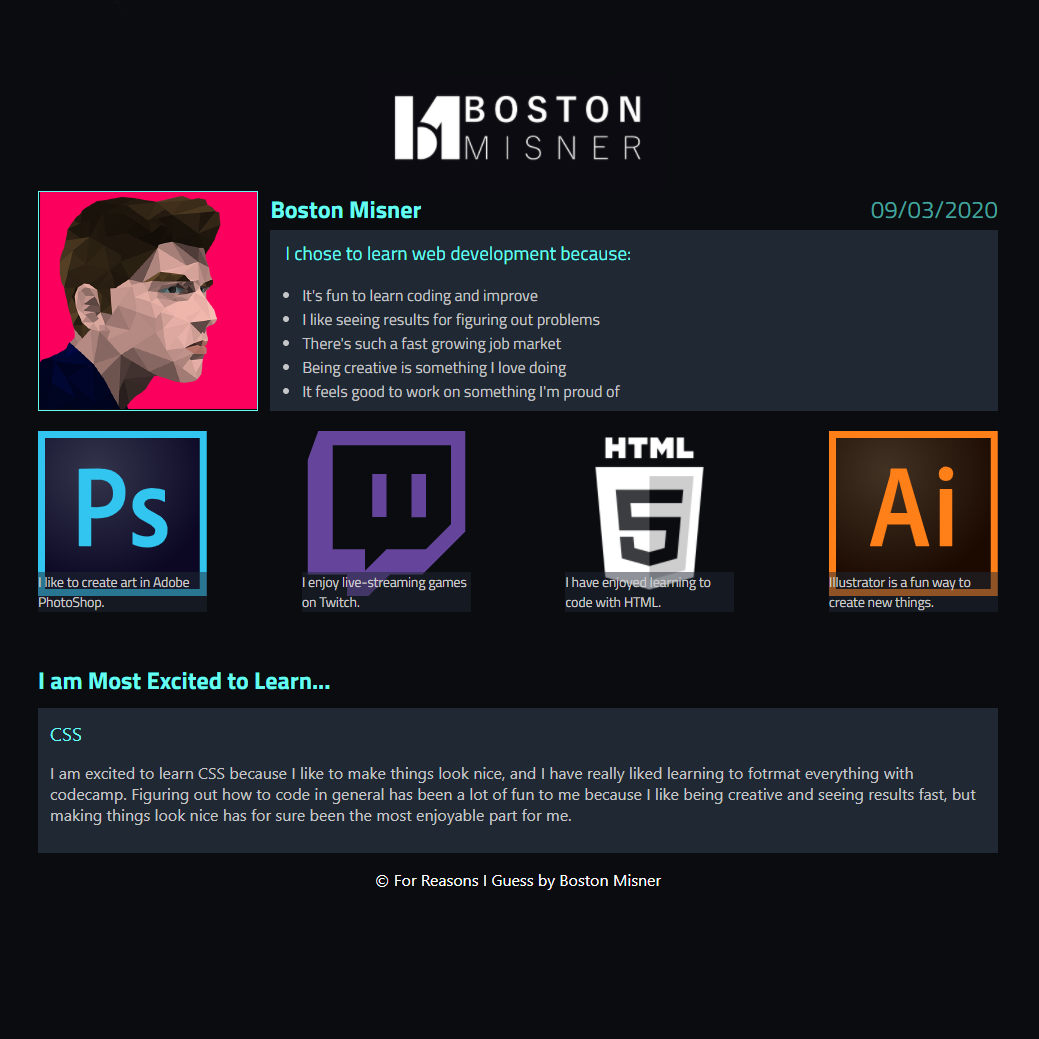 BOSTON
MISNER
Boston Misner
09/03/2020
I chose to learn web development because:
• It's fun to learn coding and improve
• I like seeing results for figuring out problems
• There's such a fast growing job market
• Being creative is something I love doing
• It feels good to work on something I'm proud of
Ps
HTML
5
Ai
I like to create art in Adobe
PhotoShop.
I enjoy live-streaming games
on Twitch.
I have enjoyed learning to
code with HTML.
Illustrator is a fun way to
create new things.
I am Most Excited to Learn...
CSS
I am excited to learn CSS because I like to make things look nice, and I have really liked learning to fotrmat everything with
codecamp. Figuring out how to code in general has been a lot of fun to me because I like being creative and seeing results fast, but
making things look nice has for sure been the most enjoyable part for me.
© For Reasons I Guess by Boston Misner